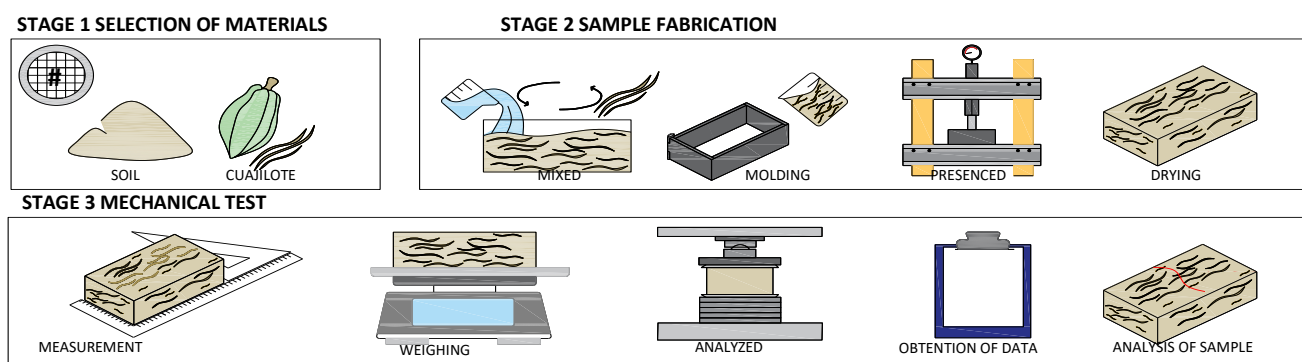 STAGE 1 SELECTION OF MATERIALS
#
SOIL
CUAJILOTE
STAGE 2 SAMPLE FABRICATION
MIXED
MOLDING
PRESENCED
DRYING
STAGE 3 MECHANICAL TEST
MEASUREMENT
WEIGHING
ANALYZED
OBTENTION OF DATA
ANALYSIS OF SAMPLE